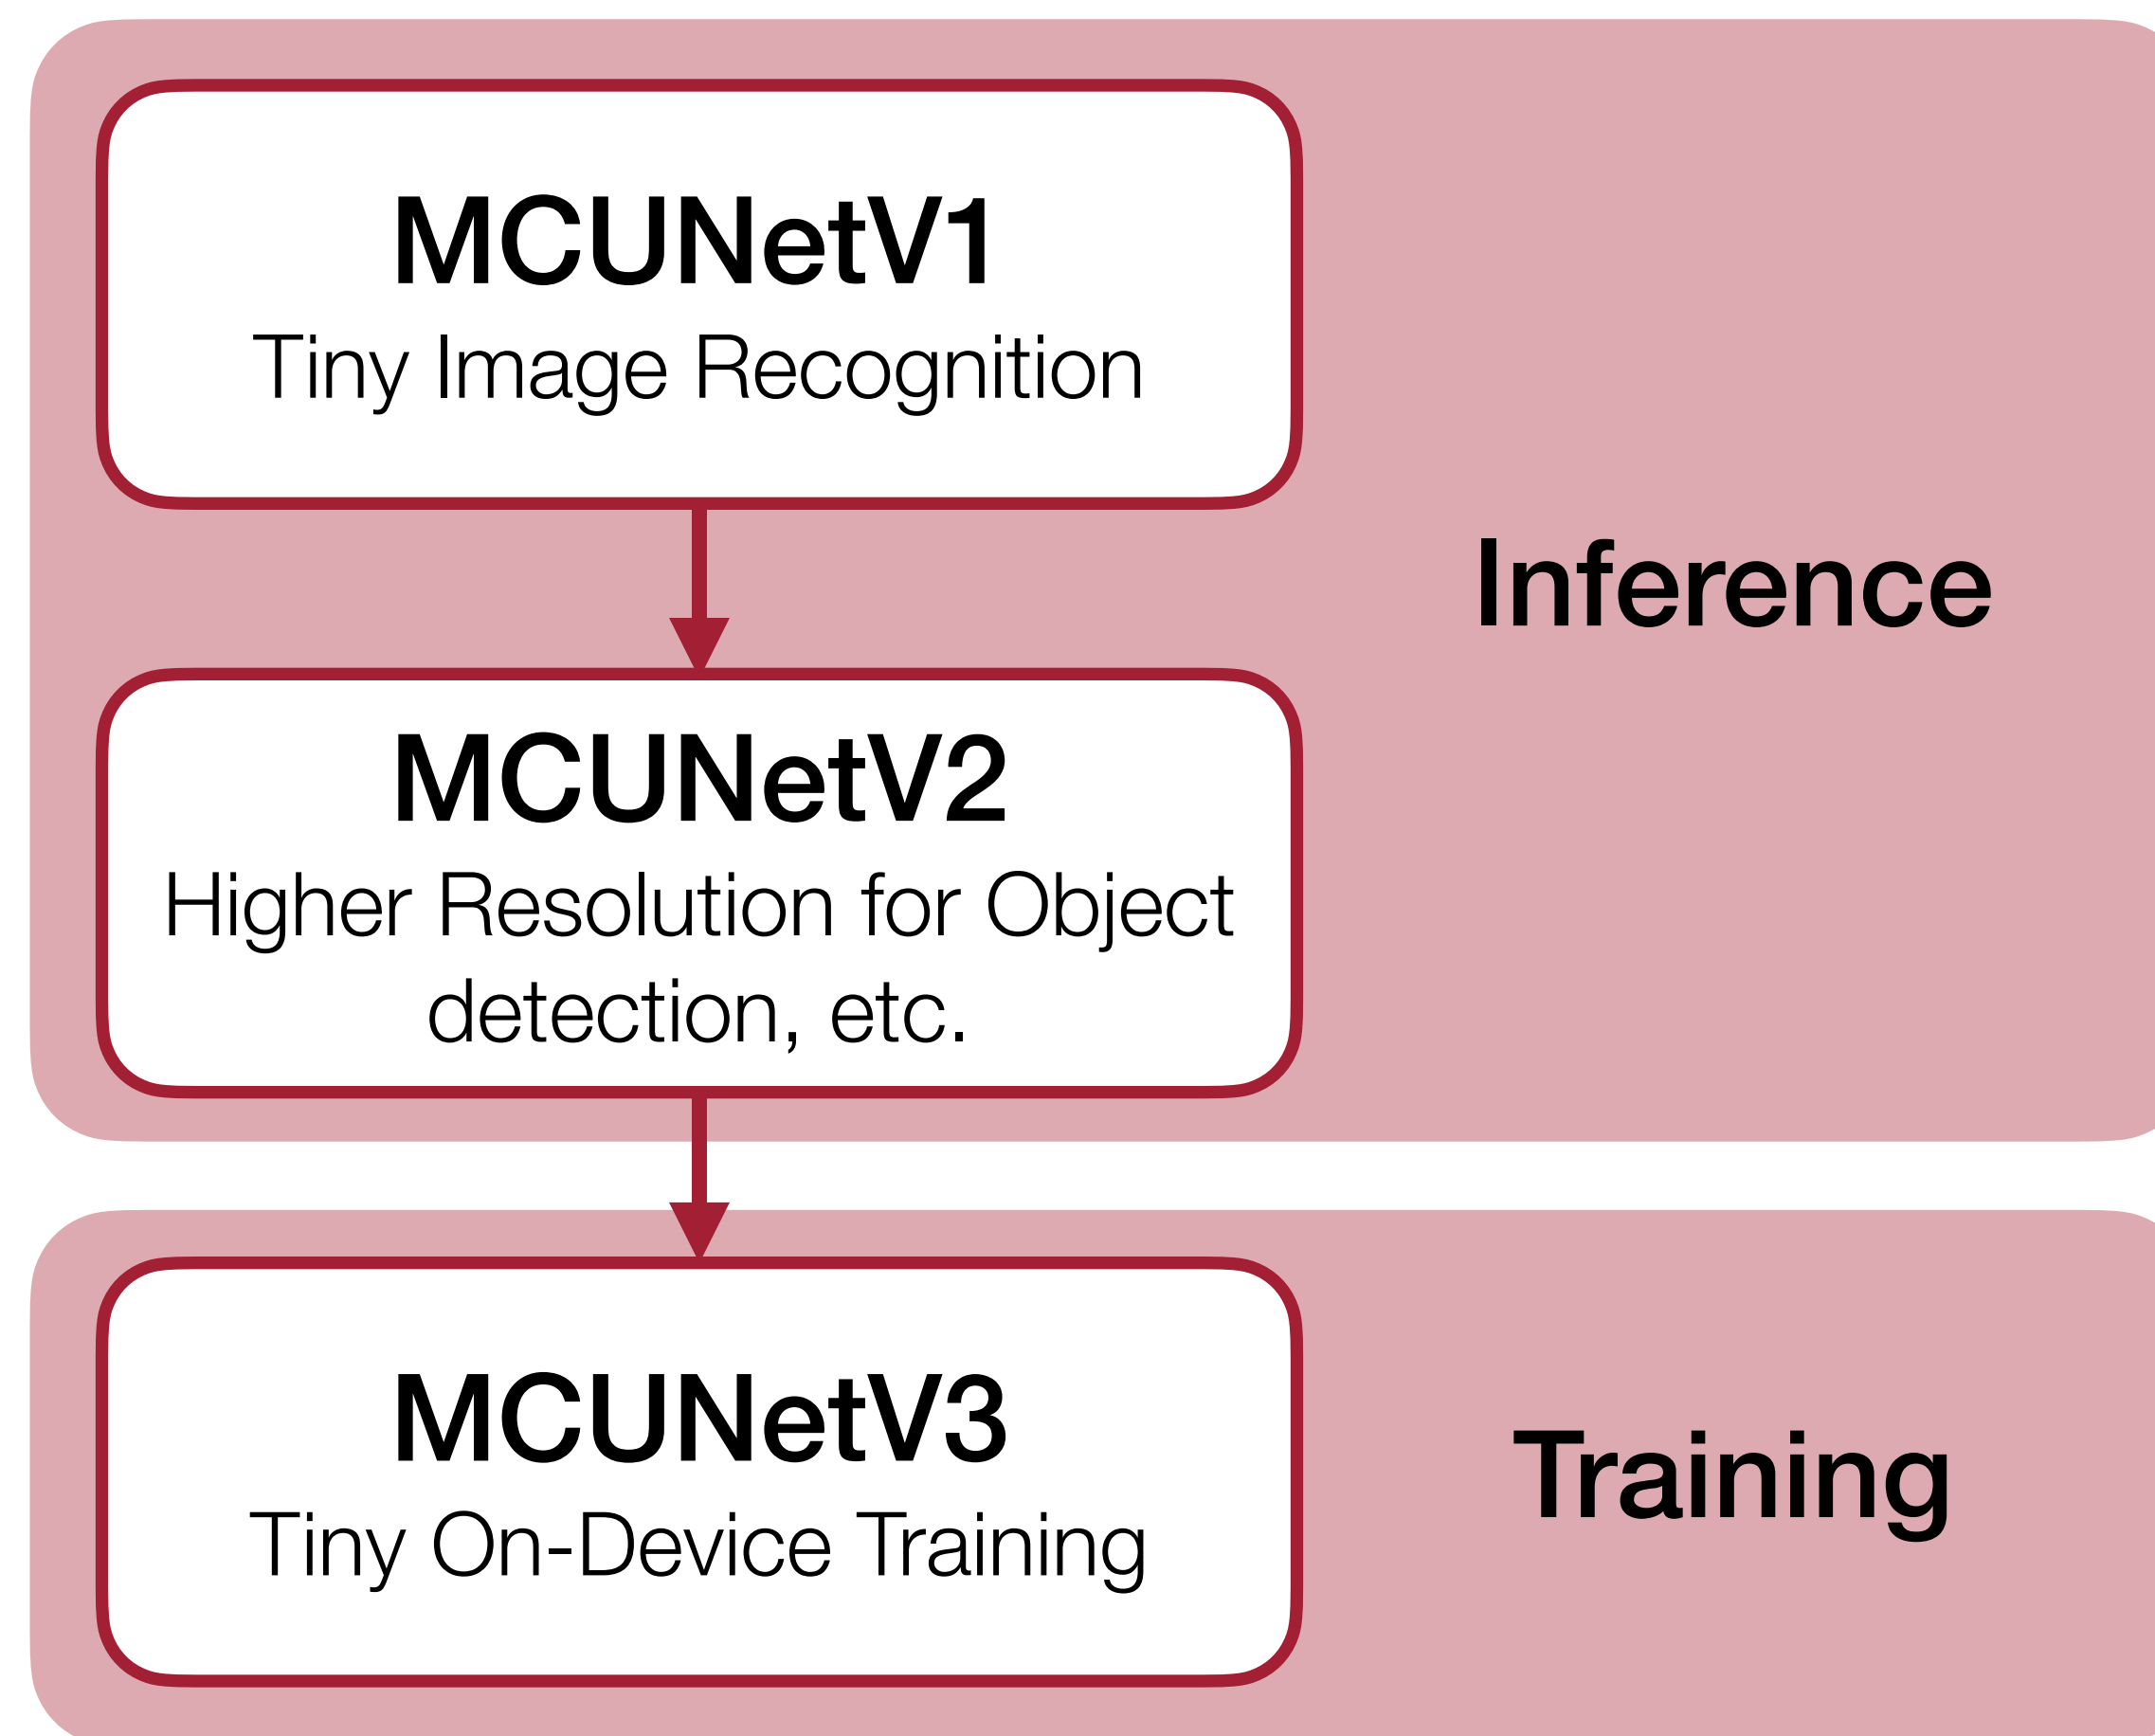 MCUNetV1
Tiny Image Recognition
Inference
MCUNetV2
Higher Resolution for Object
detection, etc.
MCUNetV3
Tiny On-Device Training
Training